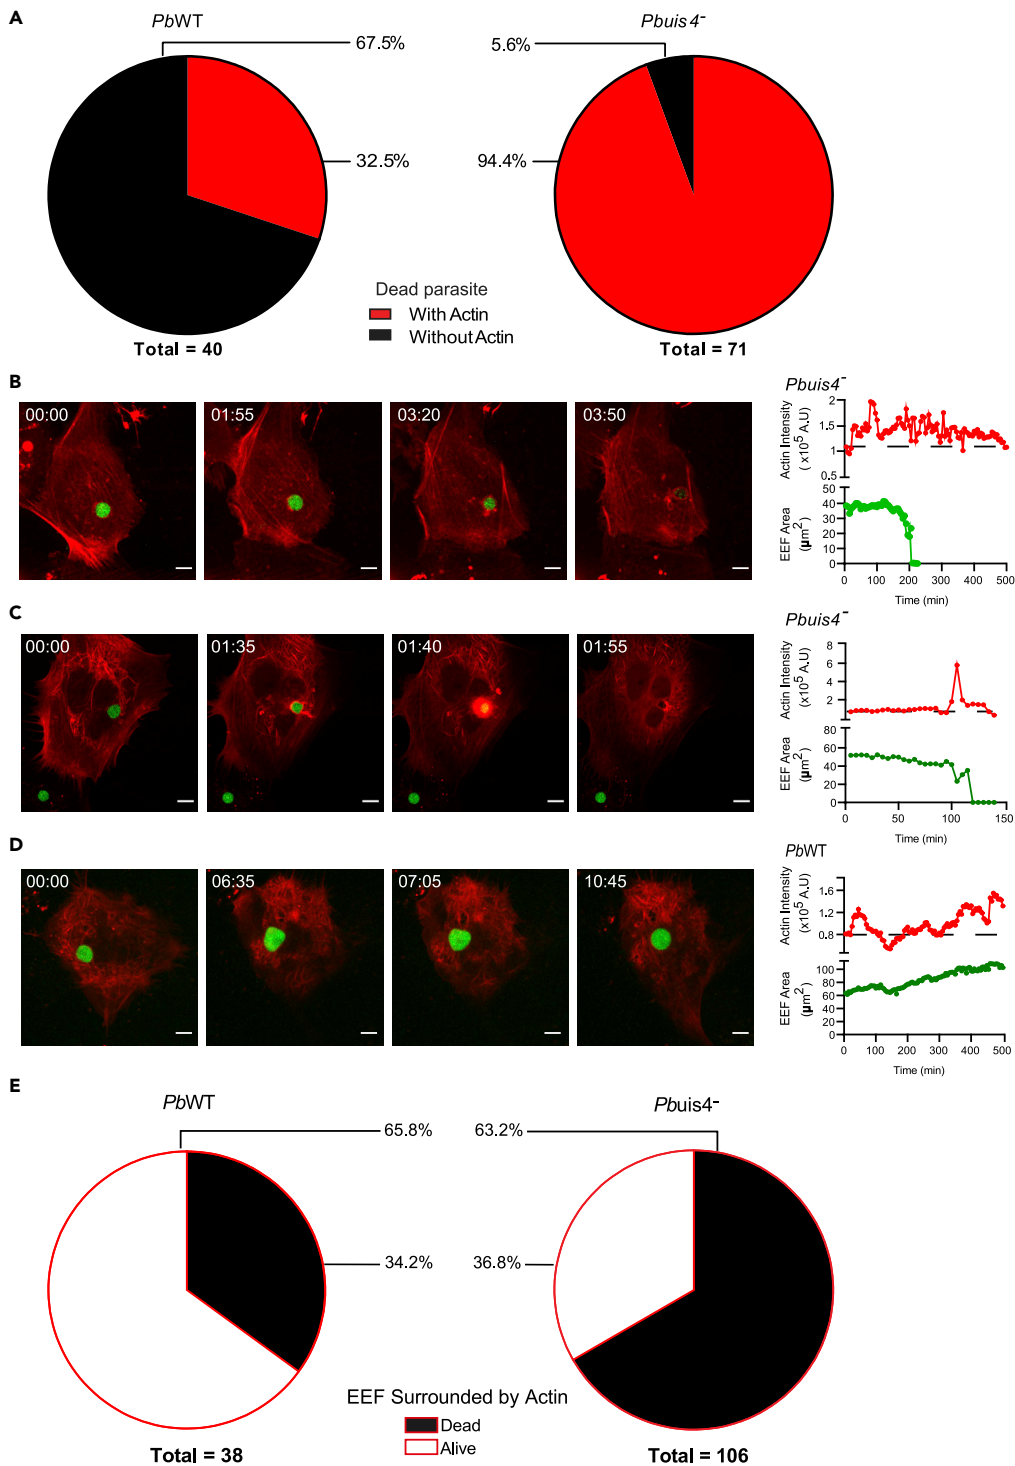 A
PbWT
Pbuis4-
67.5%
5.6%
32.5%
94.4%
Dead parasite
With Actin
Without Actin
Total = 40
Total = 71
B
00:00
01:55
03:20
03:50
Pbuis4-
Actin Intensity
( x10⁵ A.U)
2
1.5
1
0.5
EEF Area
(µm²)
50
40
30
20
10
0
0 100 200 300 400 500
Time (min)
C
00:00
01:35
01:40
01:55
Pbuis4-
Actin Intensity
(x10⁵ A.U)
8
6
4
2
EEF Area
(µm²)
80
60
40
20
0
0 50 100 150
Time (min)
D
00:00
06:35
07:05
10:45
PbWT
Actin Intensity
(x10⁵ A.U)
1.6
1.2
0.8
0.4
EEF Area
(µm²)
100
80
60
40
20
0
0 100 200 300 400 500
Time (min)
E
PbWT
Pbuis4-
65.8%
63.2%
34.2%
36.8%
EEF Surrounded by Actin
Dead
Alive
Total = 38
Total = 106